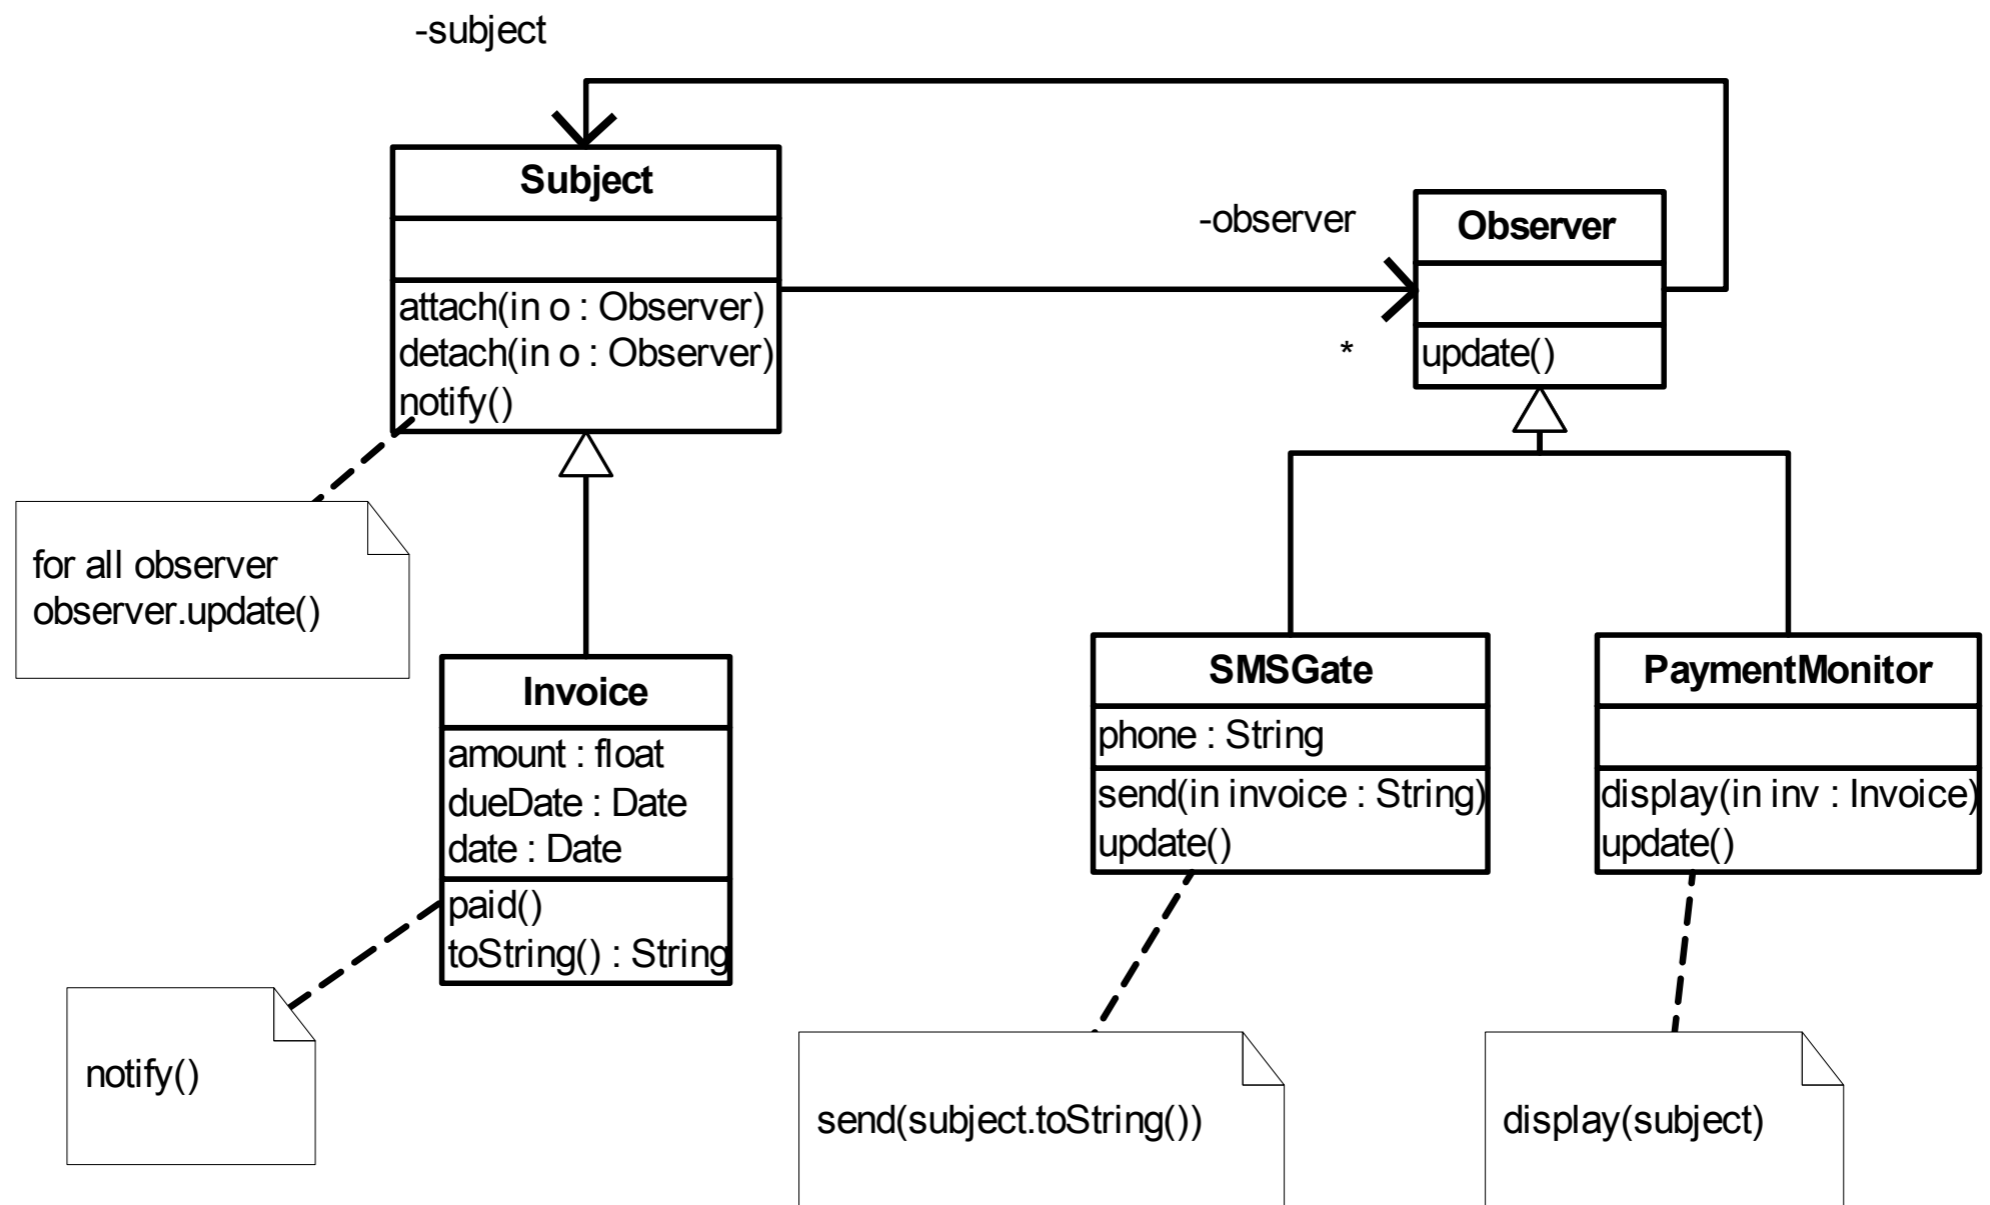 -subject
Subject
attach(in o : Observer)
detach(in o : Observer)
notify()
-observer
*
Observer
update()
for all observer
observer.update()
Invoice
amount : float
dueDate : Date
date : Date
paid()
toString() : String
SMSGate
phone : String
send(in invoice : String)
update()
PaymentMonitor
display(in inv : Invoice)
update()
notify()
send(subject.toString())
display(subject)